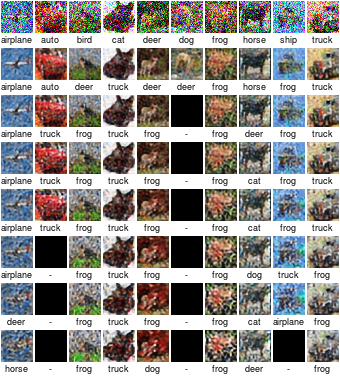 airplane auto bird cat deer dog frog horse ship truck
airplane auto deer truck deer deer frog horse frog truck
airplane truck frog truck frog - frog deer frog truck
airplane truck frog truck frog - frog cat frog truck
airplane truck frog truck frog - frog cat frog truck
airplane - frog truck frog - frog dog truck frog
deer - frog truck frog - frog cat airplane frog
horse - frog truck dog - frog deer - frog